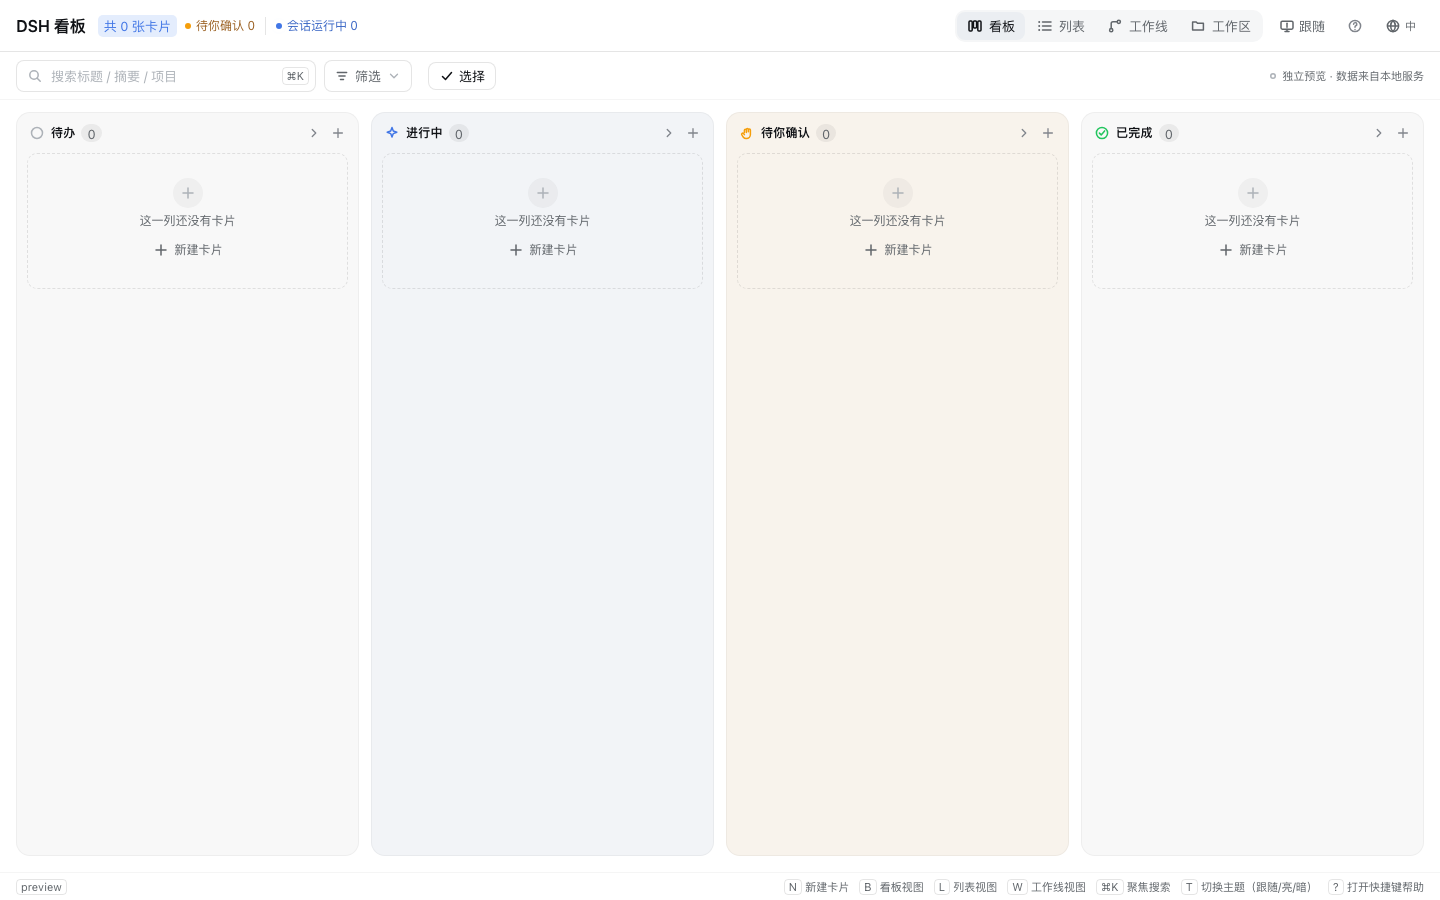 DSH 看板 共 0 张卡片 待你确认 0 会话运行中 0 看板 列表 工作线 工作区 跟随 中
搜索标题 / 摘要 / 项目 ⌘K 筛选 选择 独立预览 · 数据来自本地服务
待办 0
这一列还没有卡片
新建卡片
进行中 0
这一列还没有卡片
新建卡片
待你确认 0
这一列还没有卡片
新建卡片
已完成 0
这一列还没有卡片
新建卡片
preview N 新建卡片 B 看板视图 L 列表视图 W 工作线视图 ⌘K 聚焦搜索 T 切换主题（跟随/亮/暗） ? 打开快捷键帮助